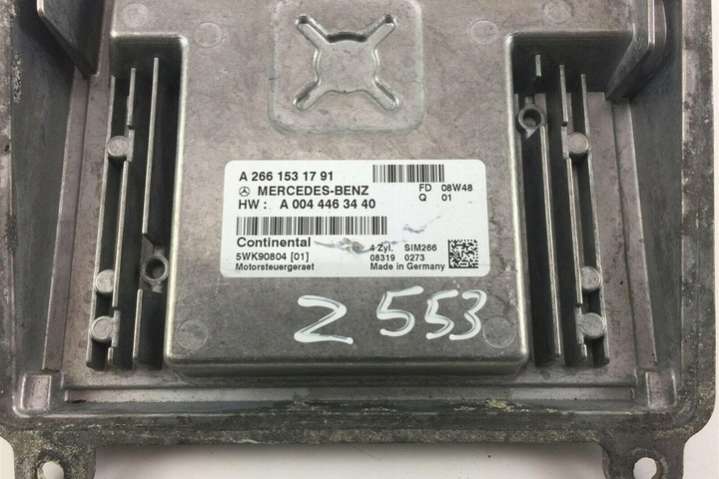 A 266 153 17 91
MERCEDES-BENZ FD 08W48
HW : A 004 446 34 40 Q 01
Continental 4 Zyl. SIM266
5WK90804 [01] 08319 0273
Motorsteuergeraet Made in Germany
Z 553